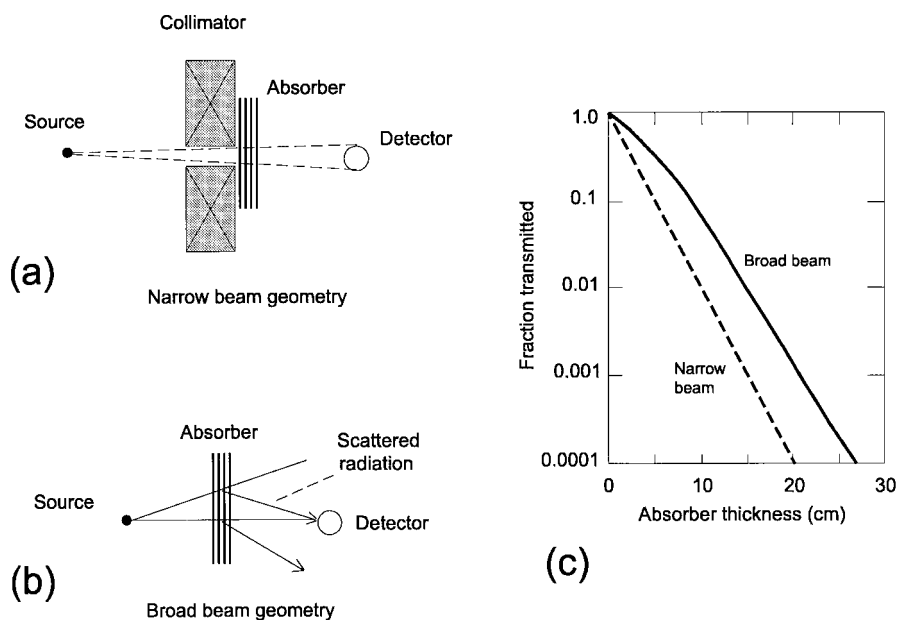 Collimator
Absorber
Source
Detector
(a)
Narrow beam geometry
Absorber
Scattered
radiation
Source
Detector
(b)
Broad beam geometry
Fraction transmitted
1.0
0.1
0.01
0.001
0.0001
Broad beam
Narrow
beam
0 10 20 30
Absorber thickness (cm)
(c)